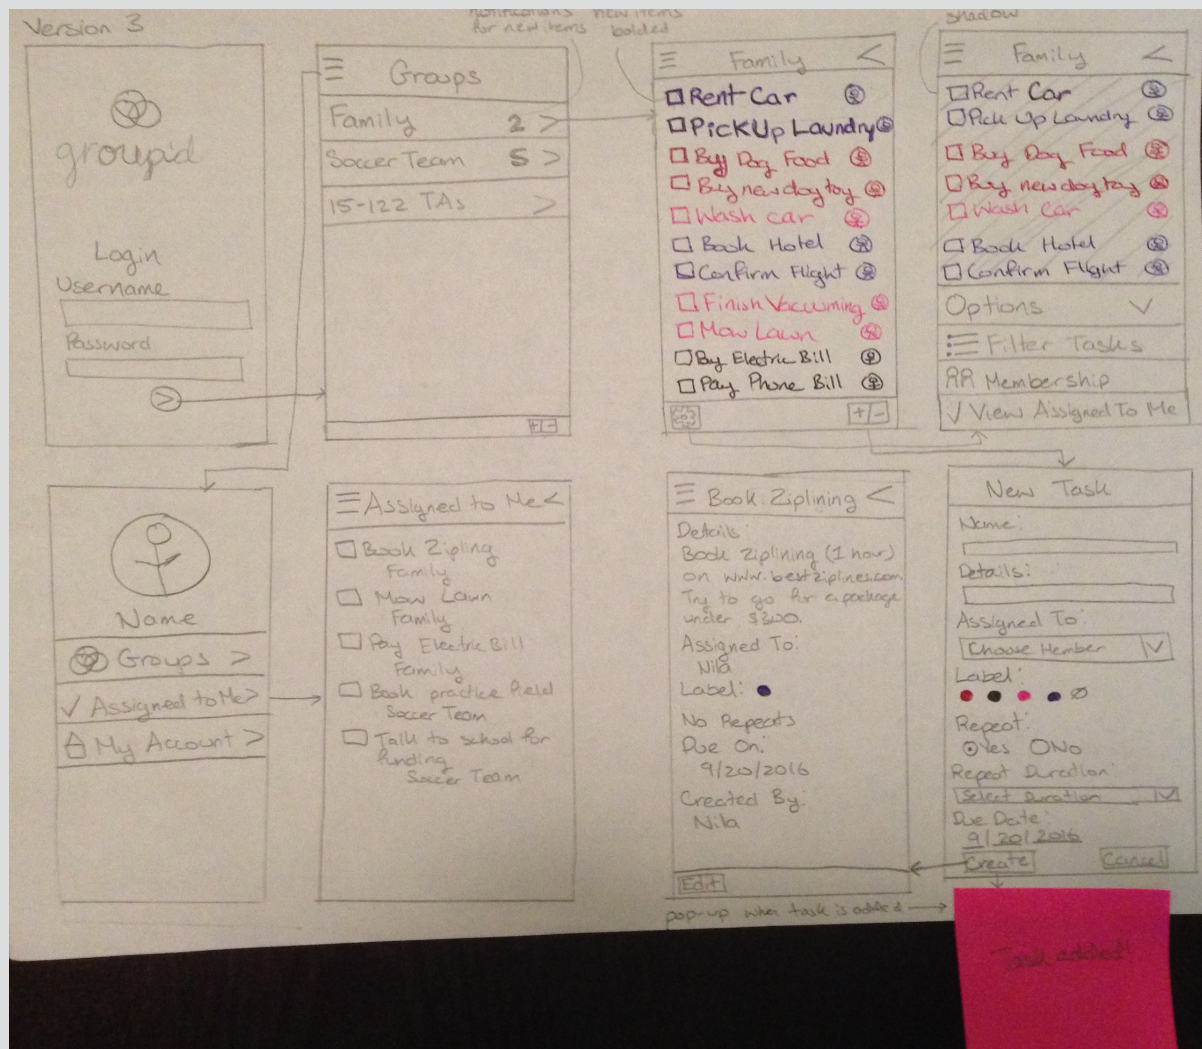 Version 3
notifications
for new items
new items
bolded
shadow
groupid
Login
Username
Password
>
Groups
Family 2 >
Soccer Team 5 >
15-122 TAs >
+ -
Family <
Rent Car
Pick Up Laundry
Buy Dog Food
Buy new dog toy
Wash car
Book Hotel
Confirm Flight
Finish Vacuuming
Mow Lawn
Pay Electric Bill
Pay Phone Bill
+ -
Family <
Rent Car
Pick Up Laundry
Buy Dog Food
Buy new dog toy
Wash Car
Book Hotel
Confirm Flight
Options
Filter Tasks
Membership
View Assigned To Me
Name
Groups >
Assigned to Me >
My Account >
Assigned to Me <
Book Zipling
Family
Mow Lawn
Family
Pay Electric Bill
Family
Book practice field
Soccer Team
Talk to school for
funding
Soccer Team
Book Ziplining <
Details:
Book Ziplining (1 hour)
on www.bestziplines.com.
Try to go for a package
under $300.
Assigned To:
Nila
Label:
No Repeats
Due On:
9/20/2016
Created By:
Nila
Edit
New Task
Name:
Details:
Assigned To:
Choose Member
Label:
Repeat:
Yes No
Repeat Duration:
Select Duration
Due Date:
9/20/2016
Create Cancel
pop-up when task is added
Task added!